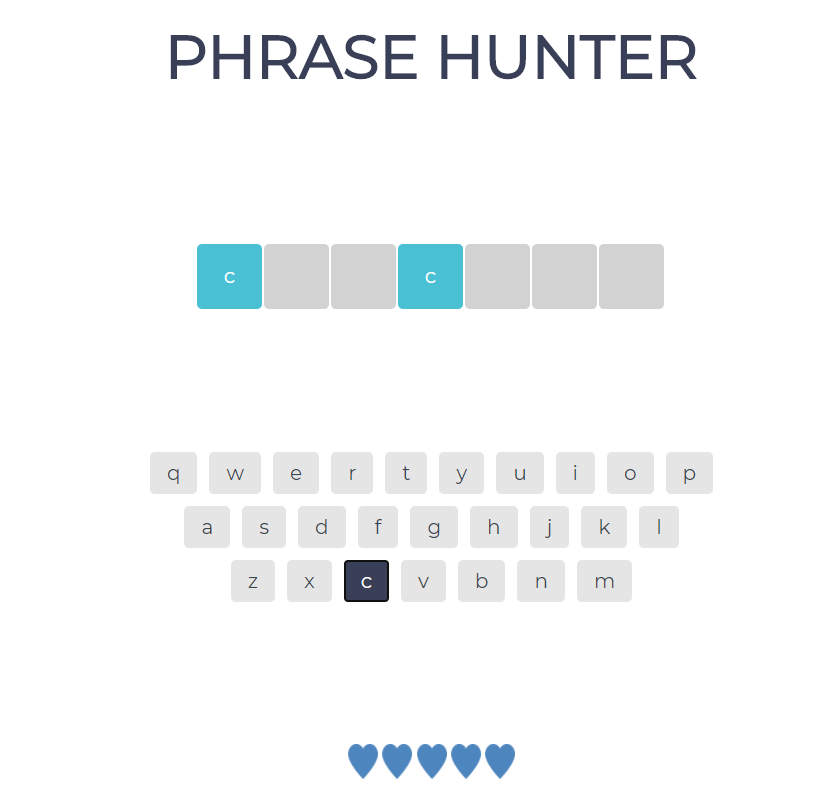 PHRASE HUNTER
c c
q w e r t y u i o p
a s d f g h j k l
z x c v b n m